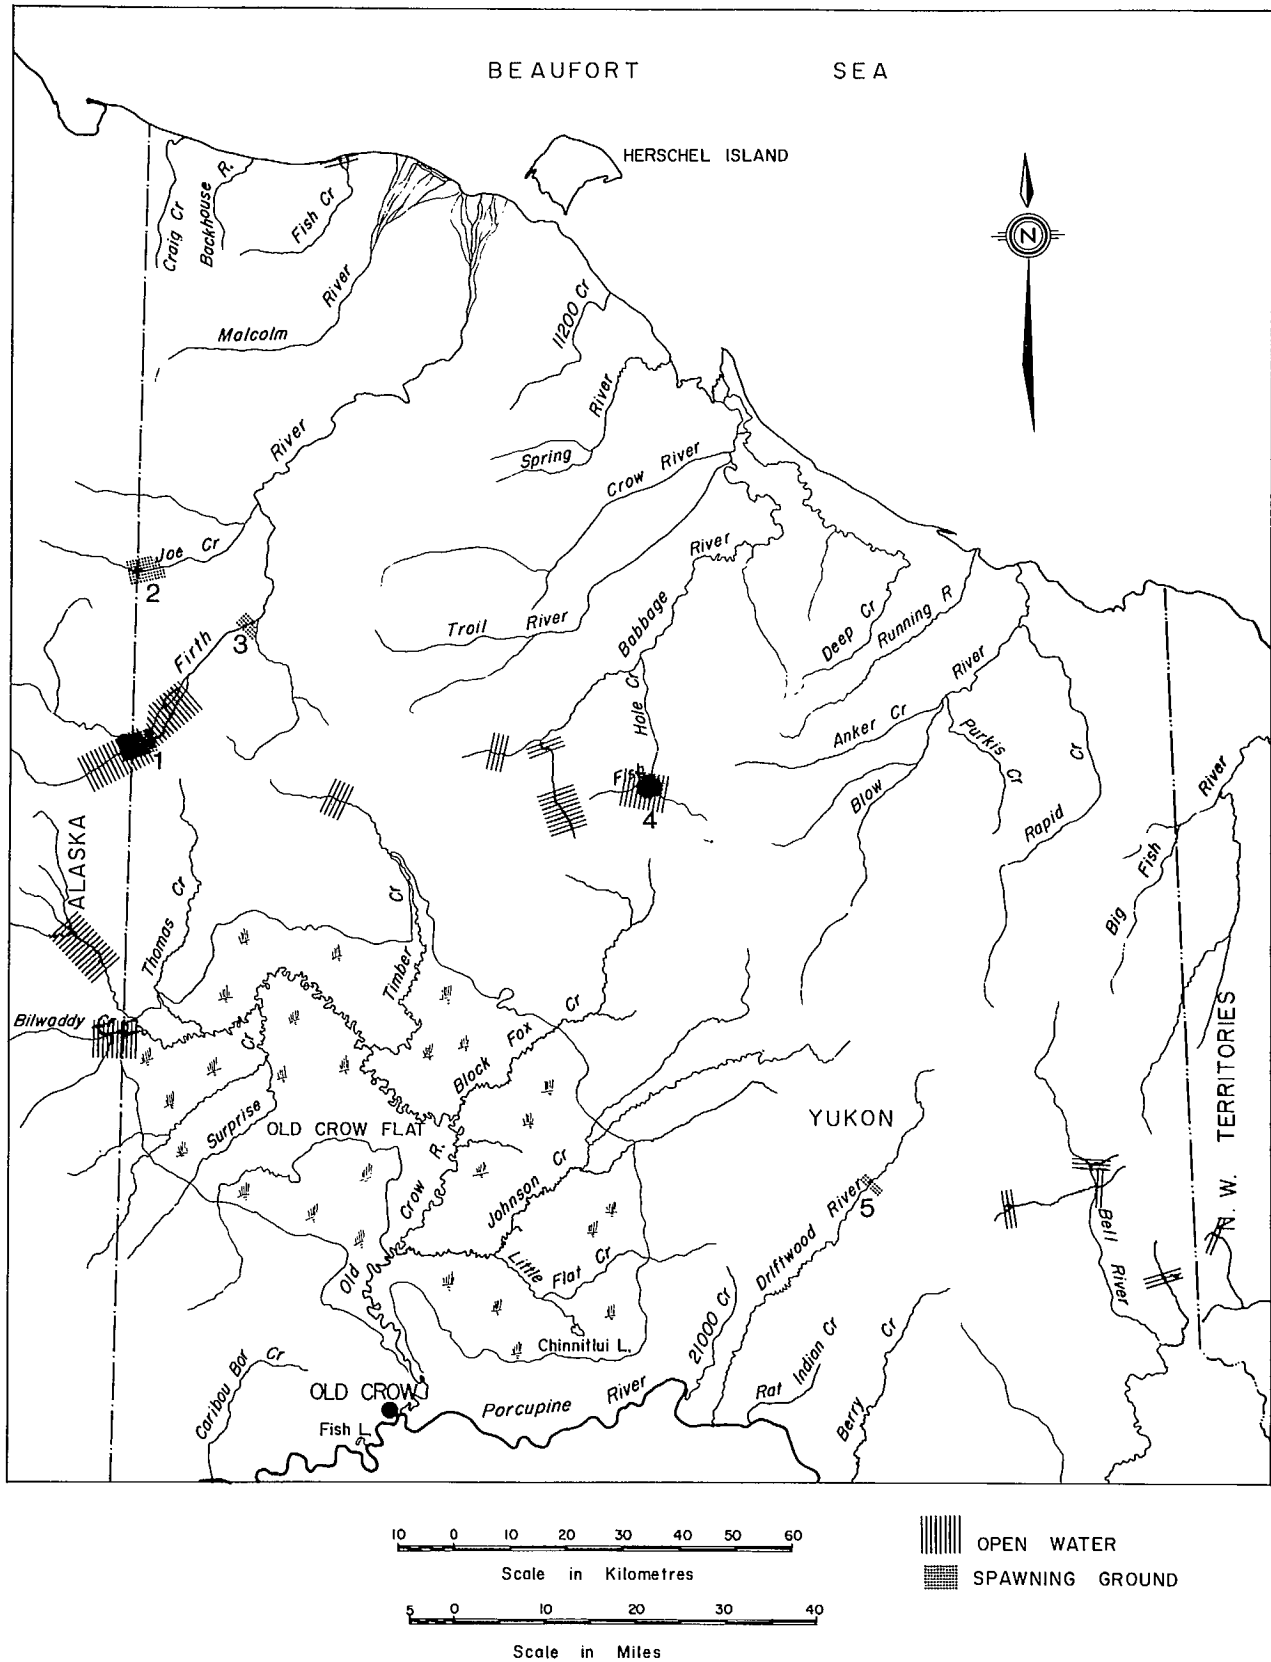 BEAUFORT SEA
HERSCHEL ISLAND
N
Craig Cr
Backhouse R.
Fish Cr
Malcolm River
11200 Cr
Spring River
River
Crow River
Joe Cr
2
Trail River
Babbage River
3
Firth
Deep Cr
Running R
River
Hole Cr
Anker Cr
Purkis Cr
1
Fish
Blow
Cr
4
Rapid
River
ALASKA
Fish
Thomas Cr
Cr
Big
Timber
Bilwaddy Cr
Cr
Black Fox Cr
N. W. TERRITORIES
Surprise
OLD CROW FLAT
YUKON
R.
Johnson Cr
Crow
Driftwood River
5
Bell River
Old
Little Flat Cr
21000 Cr
Chinnitlui L.
Rat Indian Cr
Cr
Caribou Bar Cr
OLD CROW
Porcupine River
Berry
Fish L.
10 0 10 20 30 40 50 60
Scale in Kilometres
5 0 10 20 30 40
Scale in Miles
OPEN WATER
SPAWNING GROUND